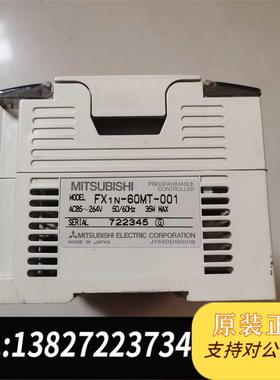 MITSUBISHI
PROGRAMMABLE
CONTROLLER
MODEL FX1N-60MT-001
AC85~264V 50/60Hz 35W MAX
SERIAL 722345 G
MITSUBISHI ELECTRIC CORPORATION
MADE IN JAPAN JY550D19501B
原装正
支持对公
:13827223734